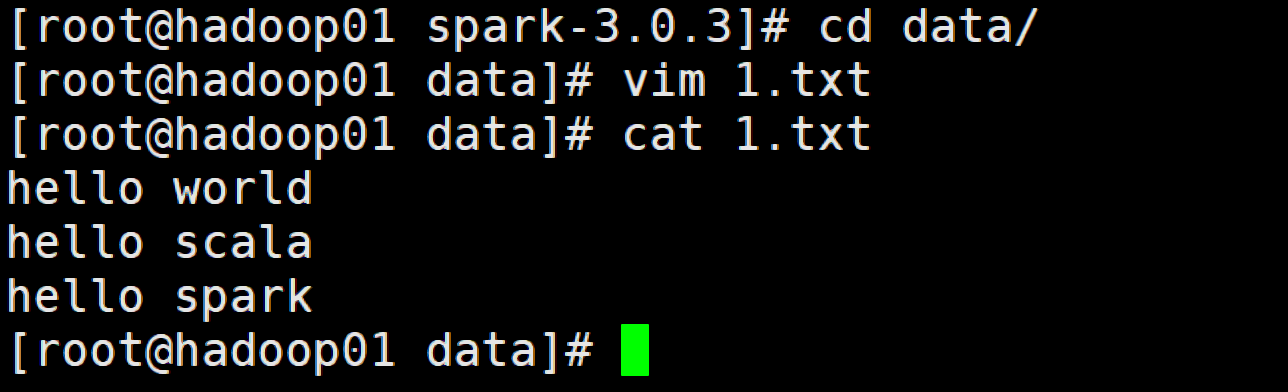 [root@hadoop01 spark-3.0.3]# cd data/
[root@hadoop01 data]# vim 1.txt
[root@hadoop01 data]# cat 1.txt
hello world
hello scala
hello spark
[root@hadoop01 data]#